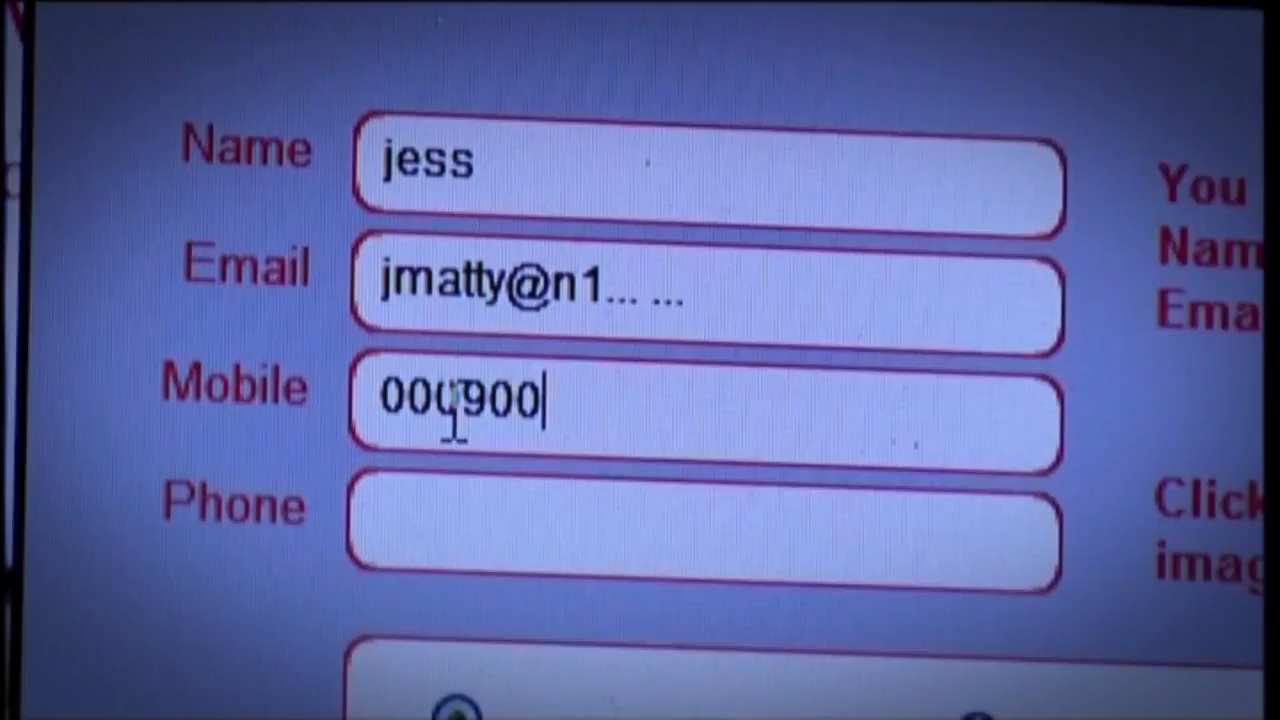 Name jess
Email jmatty@n1... ...
Mobile 000900
Phone
You
Nam
Ema
Click
imag